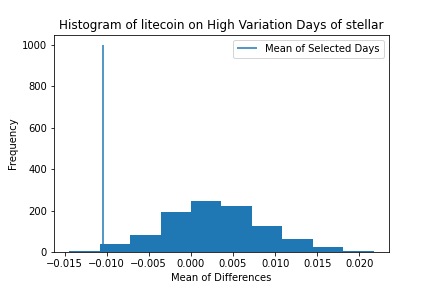 Histogram of litecoin on High Variation Days of stellar
Mean of Selected Days
Frequency
1000
800
600
400
200
0
−0.015 −0.010 −0.005 0.000 0.005 0.010 0.015 0.020
Mean of Differences